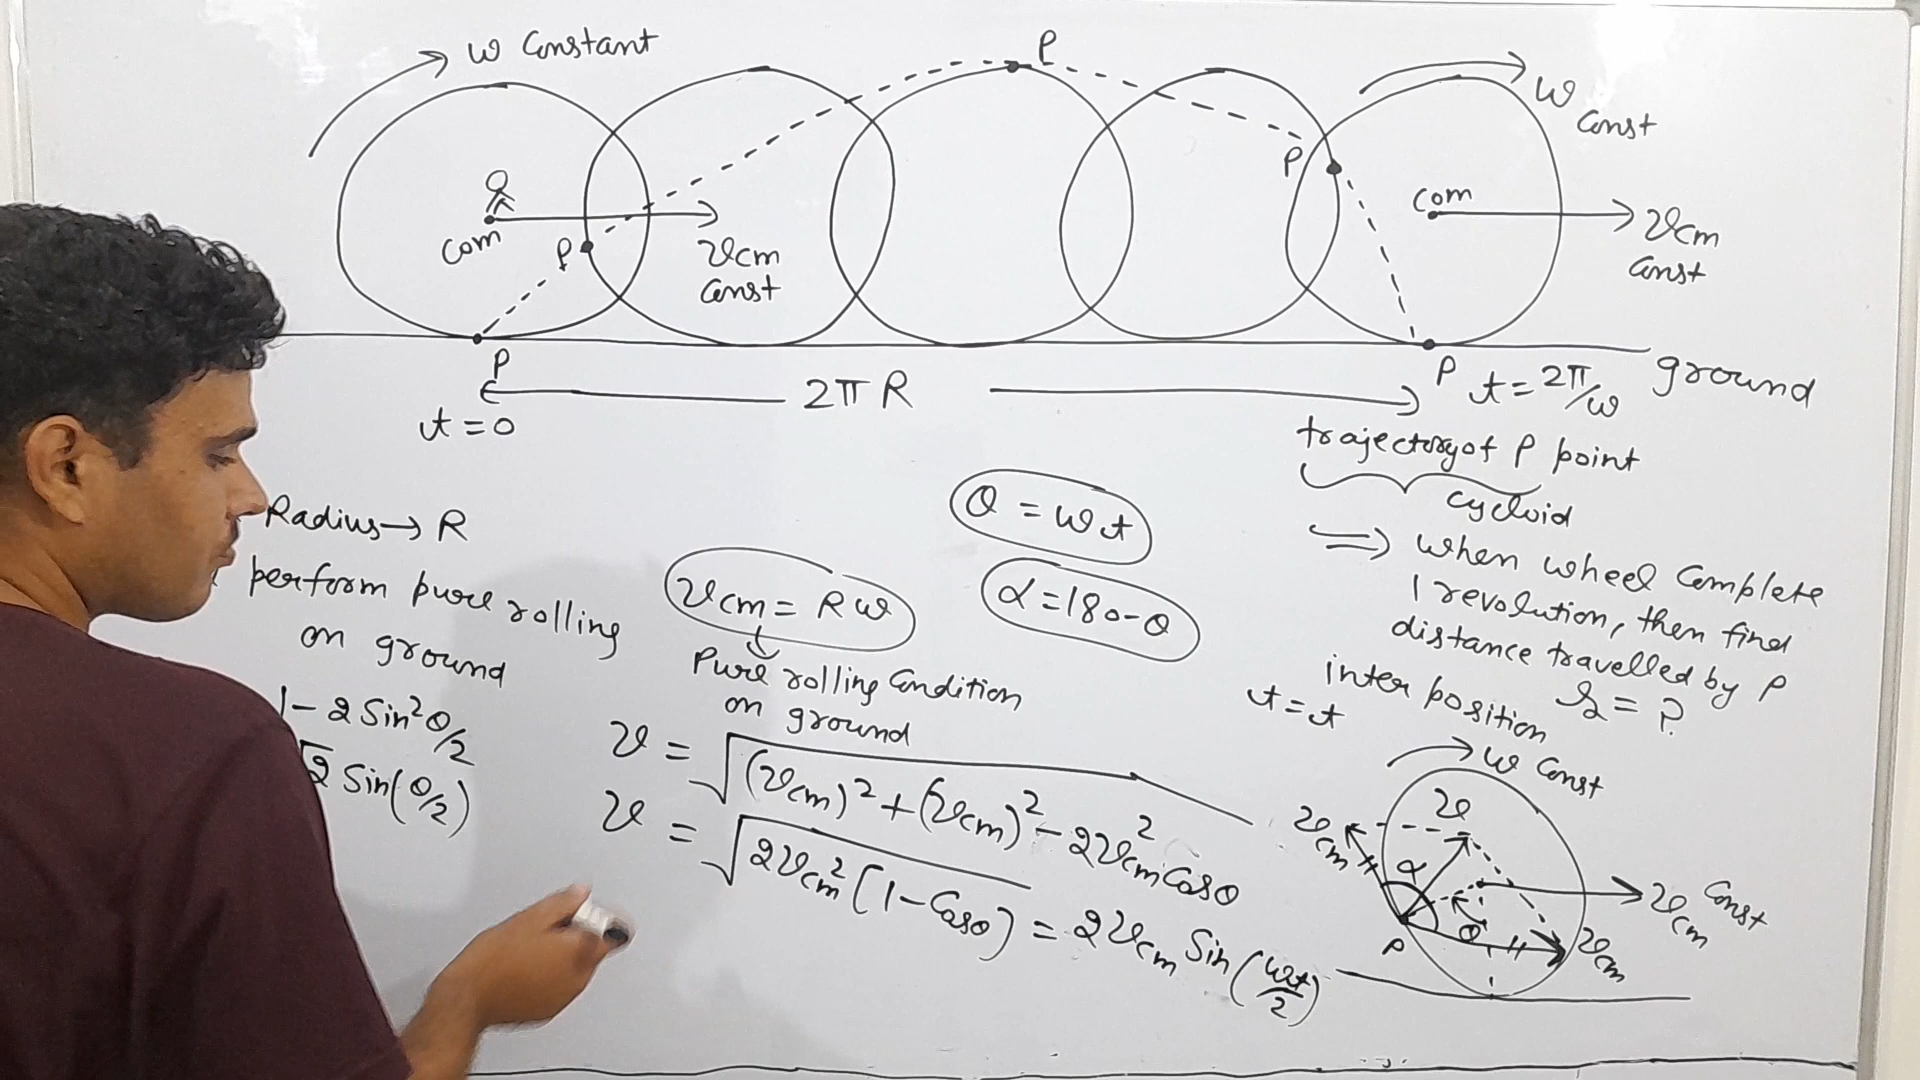 ω Constant
P
ω
Const
P
Com
Com
P
vcm
Const
vcm
Const
P
2πR
P t=2π/ω
ground
t=0
trajectory of P point
cycloid
Radius→R
θ = ωt
⇒ when wheel Complete
1 revolution, then find
distance travelled by P
S = ?
perform pure rolling
on ground
vcm = Rω
α=180-θ
Pure rolling Condition
on ground
inter position
t=t
1-2Sin²θ/2
√2 Sin(θ/2)
v = √(vcm)²+(vcm)²-2vcm²Cosθ
v = √2vcm²[1-Cosθ] = 2vcm Sin(ωt/2)
ω Const
v
vcm
α
vcm Const
P
θ
vcm